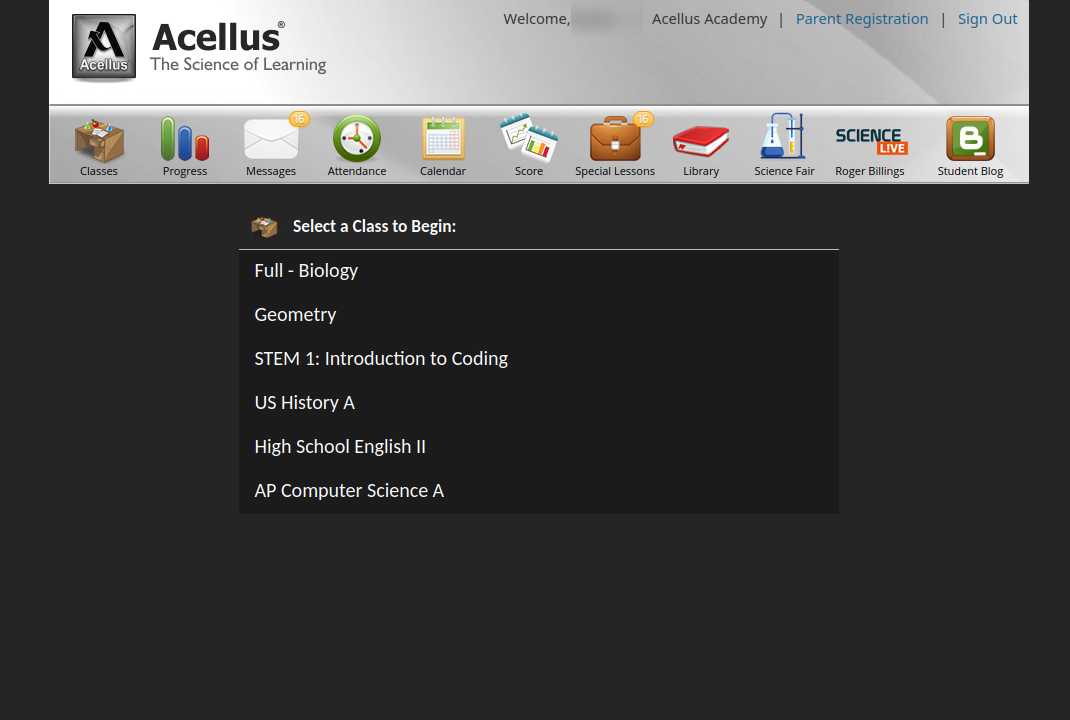 Welcome, Acellus Academy | Parent Registration | Sign Out
Acellus
Acellus®
The Science of Learning
16
16
SCIENCE
LIVE
Classes
Progress
Messages
Attendance
Calendar
Score
Special Lessons
Library
Science Fair
Roger Billings
Student Blog
Select a Class to Begin:
Full - Biology
Geometry
STEM 1: Introduction to Coding
US History A
High School English II
AP Computer Science A